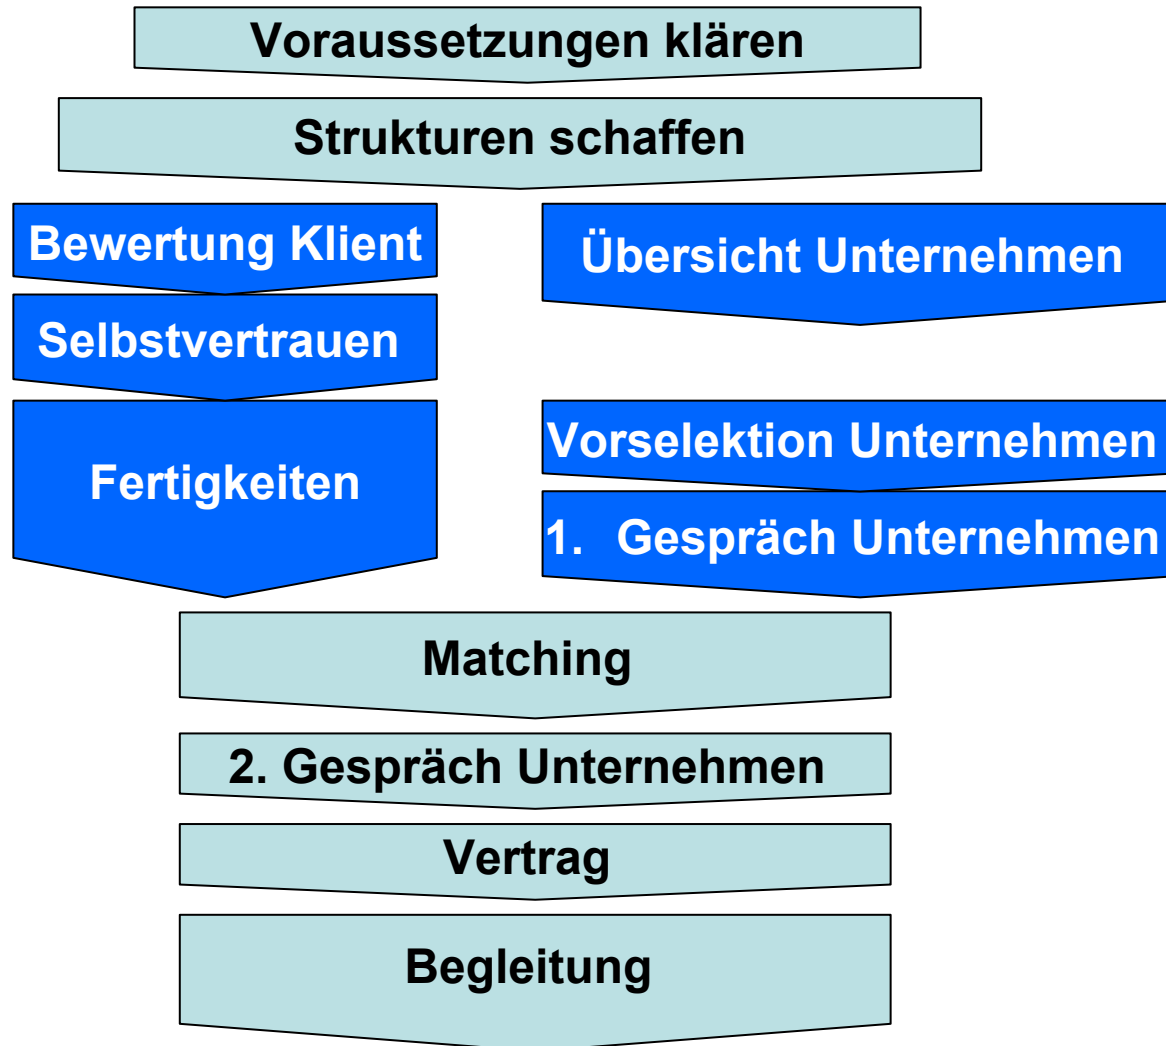 Voraussetzungen klären
Strukturen schaffen
Bewertung Klient
Übersicht Unternehmen
Selbstvertrauen
Fertigkeiten
Vorselektion Unternehmen
1. Gespräch Unternehmen
Matching
2. Gespräch Unternehmen
Vertrag
Begleitung